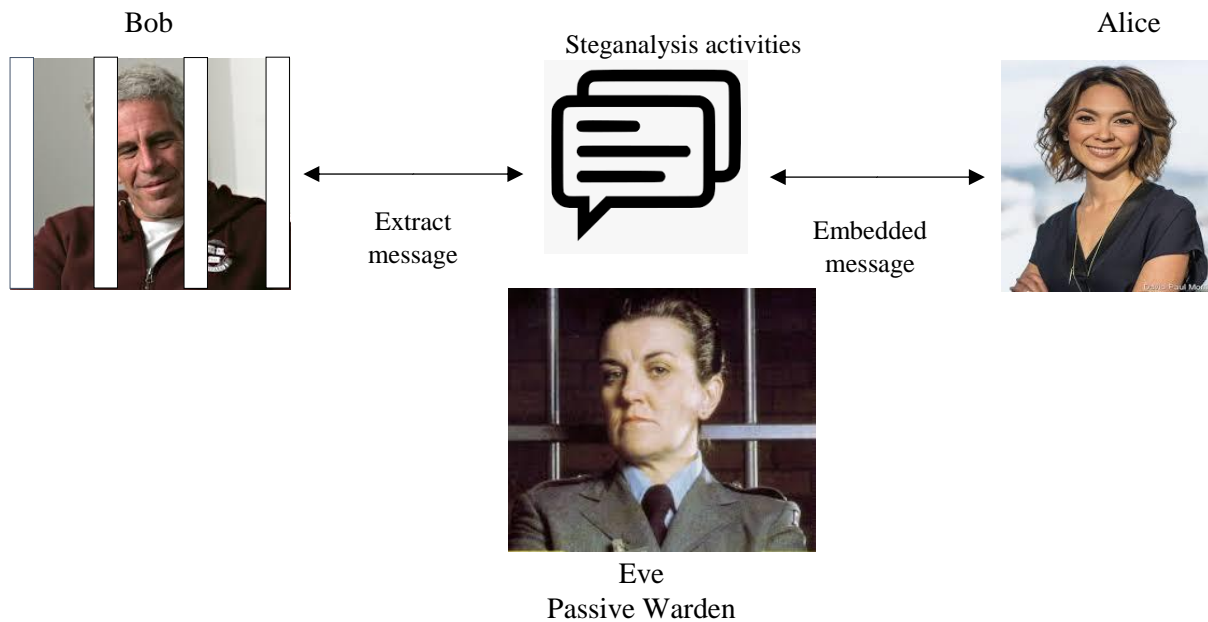 Bob
Alice
Steganalysis activities
Extract
message
Embedded
message
Eve
Passive Warden